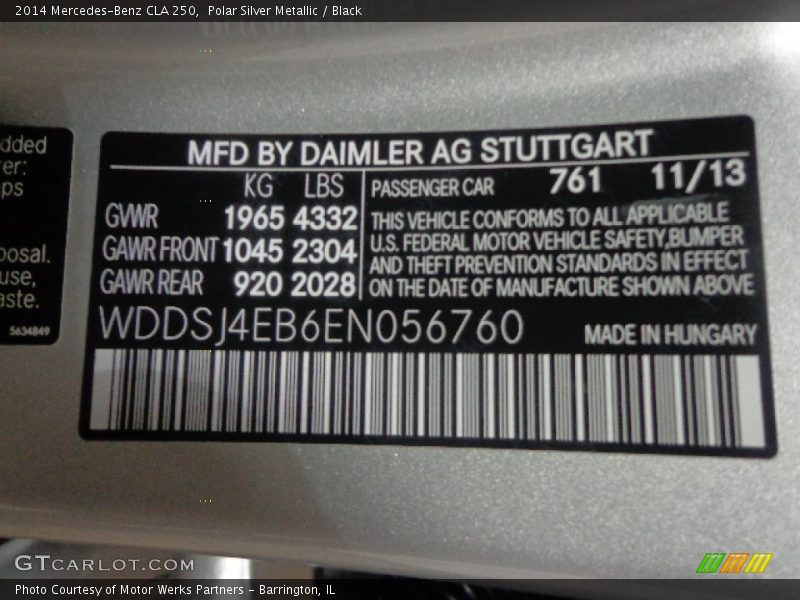 2014 Mercedes-Benz CLA 250, Polar Silver Metallic / Black
dded
er:
ps
posal.
use,
aste.
5634849
MFD BY DAIMLER AG STUTTGART
KG LBS
GVWR 1965 4332
GAWR FRONT 1045 2304
GAWR REAR 920 2028
PASSENGER CAR 761 11/13
THIS VEHICLE CONFORMS TO ALL APPLICABLE
U.S. FEDERAL MOTOR VEHICLE SAFETY,BUMPER
AND THEFT PREVENTION STANDARDS IN EFFECT
ON THE DATE OF MANUFACTURE SHOWN ABOVE
WDDSJ4EB6EN056760
MADE IN HUNGARY
GTCARLOT.COM
Photo Courtesy of Motor Werks Partners - Barrington, IL